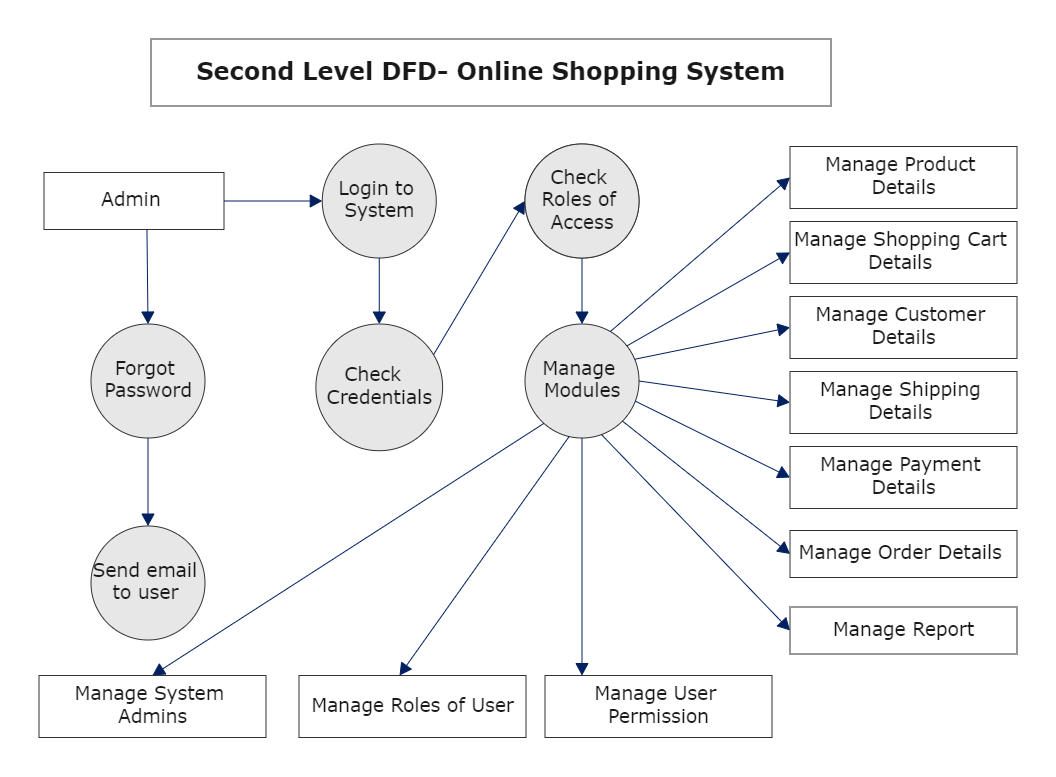 Second Level DFD- Online Shopping System
Admin
Login to
System
Check
Roles of
Access
Manage Product
Details
Manage Shopping Cart
Details
Manage Customer
Details
Forgot
Password
Check
Credentials
Manage
Modules
Manage Shipping
Details
Manage Payment
Details
Manage Order Details
Send email
to user
Manage Report
Manage System
Admins
Manage Roles of User
Manage User
Permission